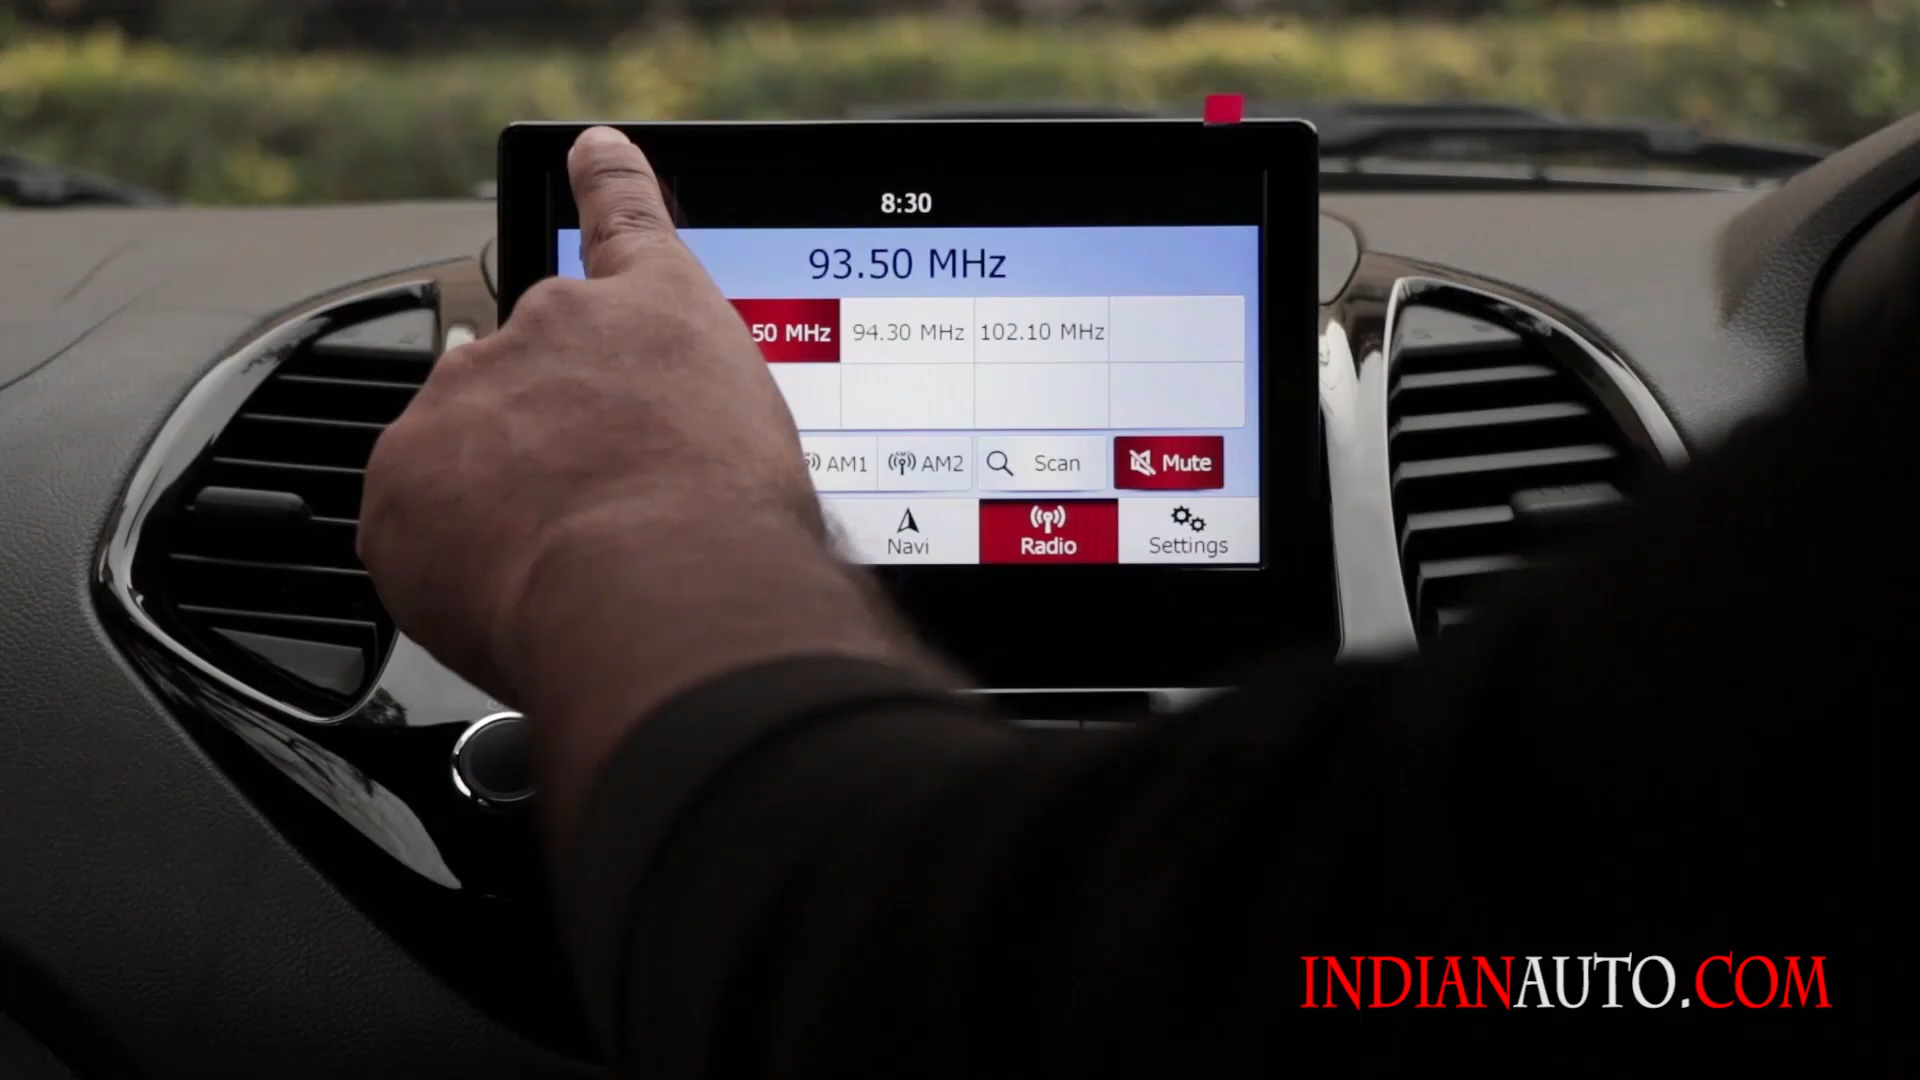 8:30
93.50 MHz
50 MHz
94.30 MHz
102.10 MHz
AM1
AM2
Scan
Mute
Navi
Radio
Settings
INDIANAUTO.COM